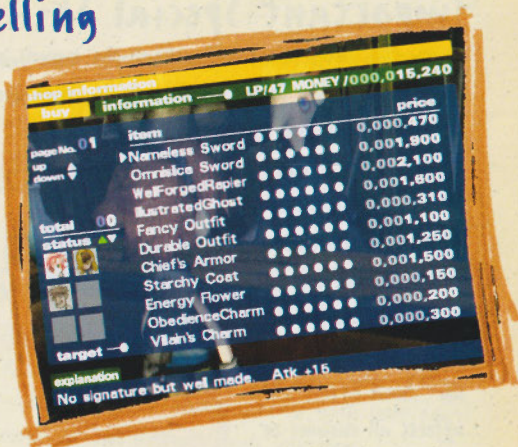 elling
shop information
buy information LP/47 MONEY/000,015,240
page No. 01 item price
up
down
Nameless Sword 0,000,470
Omnislice Sword 0,001,900
WellForgedRapier 0,002,100
IllustratedGhost 0,001,600
Fancy Outfit 0,000,310
Durable Outfit 0,001,100
Chief's Armor 0,001,250
Starchy Coat 0,001,500
Energy Flower 0,000,150
ObedienceCharm 0,000,200
Villain's Charm 0,000,300
total 00
status
target
explanation
No signature but well made. Atk +15